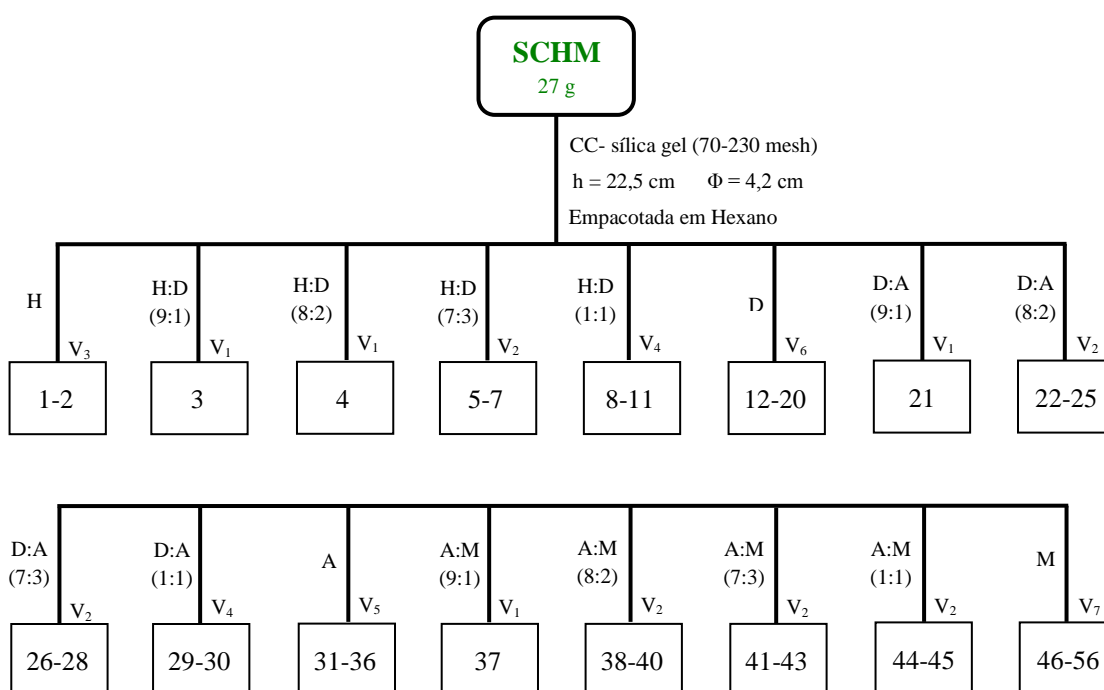 SCHM
27 g
CC- sílica gel (70-230 mesh)
h = 22,5 cm Φ = 4,2 cm
Empacotada em Hexano
H
V₃
1-2
H:D
(9:1)
V₁
3
H:D
(8:2)
V₁
4
H:D
(7:3)
V₂
5-7
H:D
(1:1)
V₄
8-11
D
V₆
12-20
D:A
(9:1)
V₁
21
D:A
(8:2)
V₂
22-25
D:A
(7:3)
V₂
26-28
D:A
(1:1)
V₄
29-30
A
V₅
31-36
A:M
(9:1)
V₁
37
A:M
(8:2)
V₂
38-40
A:M
(7:3)
V₂
41-43
A:M
(1:1)
V₂
44-45
M
V₇
46-56